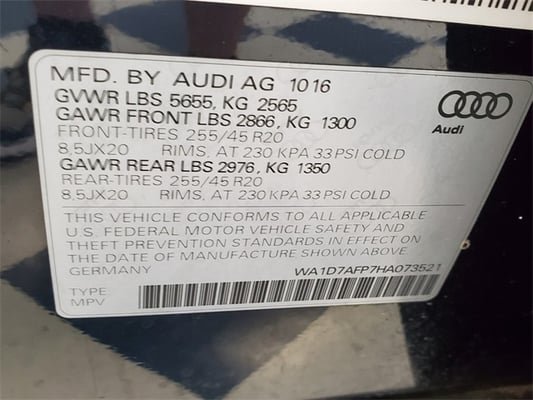 MFD. BY AUDI AG 1016
GVWR LBS 5655, KG 2565
GAWR FRONT LBS 2866, KG 1300
FRONT-TIRES 255/45 R20
8,5JX20 RIMS, AT 230 KPA 33 PSI COLD
GAWR REAR LBS 2976, KG 1350
REAR-TIRES 255/45 R20
8,5JX20 RIMS, AT 230 KPA 33 PSI COLD
THIS VEHICLE CONFORMS TO ALL APPLICABLE
U.S. FEDERAL MOTOR VEHICLE SAFETY AND
THEFT PREVENTION STANDARDS IN EFFECT ON
THE DATE OF MANUFACTURE SHOWN ABOVE
GERMANY WA1D7AFP7HA073521
TYPE
MPV
Audi